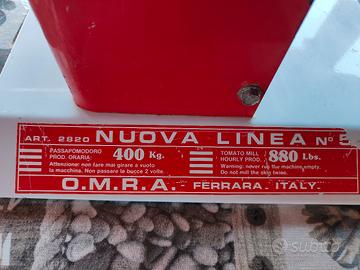 ART. 2820 NUOVA LINEA N° 5
PASSAPOMODORO
PROD. ORARIA: 400 Kg.
Attenzione: non fare mai girare a vuoto
la macchina. Non passare le bucce 2 volte.
TOMATO MILL
HOURLY PROD.: 880 Lbs.
Warning: never run the machine empty.
Do not mill the skin twice.
O.M.R.A. - FERRARA, ITALY.
subito